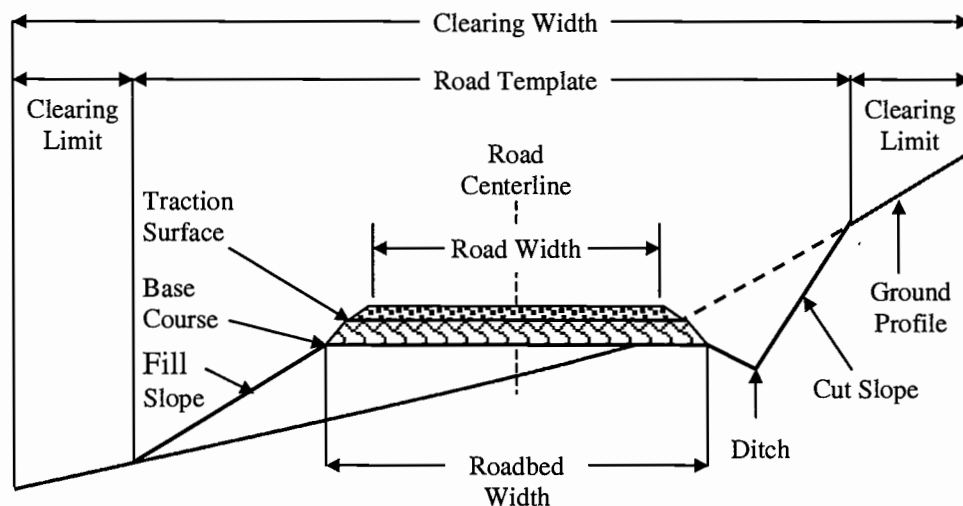 Clearing Width
Road Template
Clearing
Limit
Clearing
Limit
Road
Centerline
Traction
Surface
Road Width
Base
Course
Ground
Profile
Fill
Slope
Cut Slope
Ditch
Roadbed
Width